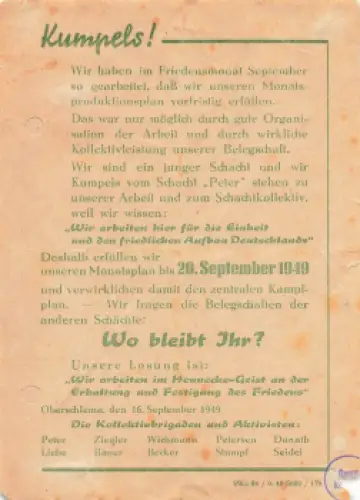 Kumpels!
Wir haben im Friedensmonat September
so gearbeitet, daß wir unseren Monats-
produktionsplan vorfristig erfüllen.
Das war nur möglich durch gute Organi-
sation der Arbeit und durch wirkliche
Kollektivleistung unserer Belegschaft.
Wir sind ein junger Schacht und wir
Kumpels vom Schacht „Peter" stehen zu
unserer Arbeit und zum Schachtkollektiv,
weil wir wissen:
„Wir arbeiten hier für die Einheit
und den friedlichen Aufbau Deutschlands"
Deshalb erfüllen wir
unseren Monatsplan bis 20. September 1949
und verwirklichen damit den zentralen Kampf-
plan. — Wir fragen die Belegschaften der
anderen Schächte:
Wo bleibt Ihr?
Unsere Losung ist:
„Wir arbeiten im Hennecke-Geist an der
Erhaltung und Festigung des Friedens"
Oberschlema, den 16. September 1949
Die Kollektivbrigaden und Aktivisten:
Peter Ziegler Petersen Donath
Liebe Bauer Becker Stumpf Seidel